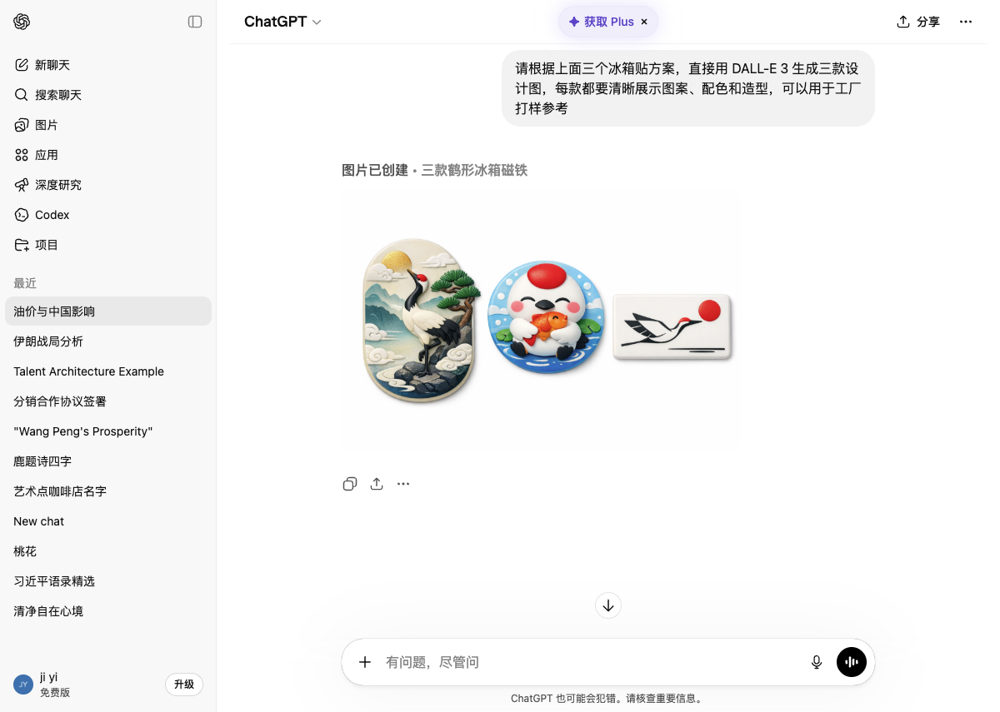 新聊天
搜索聊天
图片
应用
深度研究
Codex
项目
最近
油价与中国影响
伊朗战局分析
Talent Architecture Example
分销合作协议签署
"Wang Peng's Prosperity"
鹿题诗四字
艺术点咖啡店名字
New chat
桃花
习近平语录精选
清净自在心境
JY
ji yi
免费版
升级
ChatGPT
获取 Plus
分享
请根据上面三个冰箱贴方案，直接用 DALL-E 3 生成三款设
计图，每款都要清晰展示图案、配色和造型，可以用于工厂
打样参考
图片已创建 • 三款鹤形冰箱磁铁
有问题，尽管问
ChatGPT 也可能会犯错。请核查重要信息。